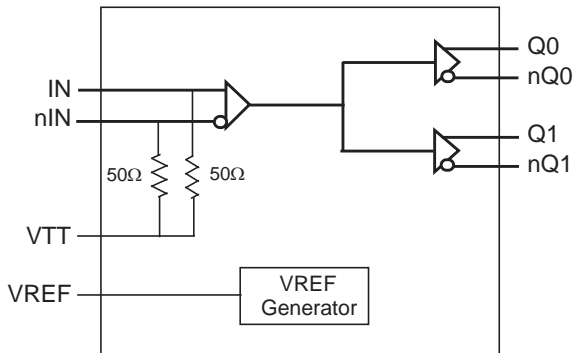 IN
nIN
50Ω
50Ω
VTT
VREF
VREF
Generator
Q0
nQ0
Q1
nQ1